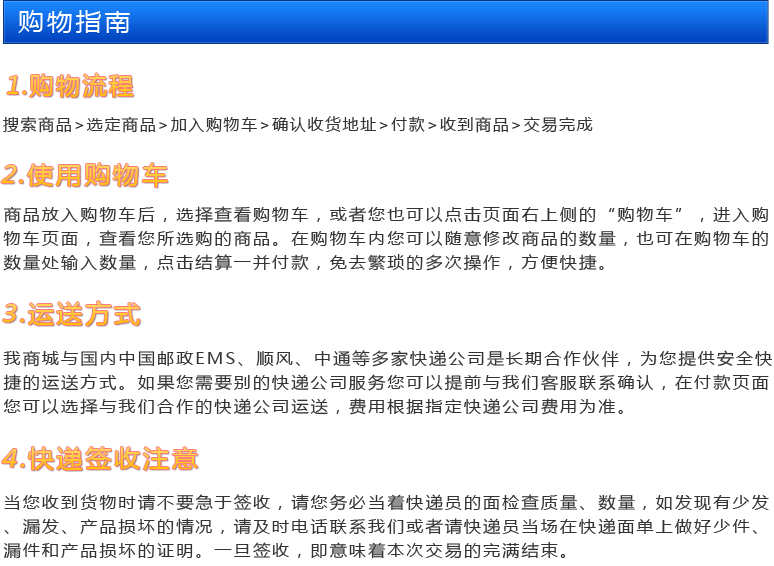 购物指南
1.购物流程
搜索商品>选定商品>加入购物车>确认收货地址>付款>收到商品>交易完成
2.使用购物车
商品放入购物车后，选择查看购物车，或者您也可以点击页面右上侧的“购物车”，进入购
物车页面，查看您所选购的商品。在购物车内您可以随意修改商品的数量，也可在购物车的
数量处输入数量，点击结算一并付款，免去繁琐的多次操作，方便快捷。
3.运送方式
我商城与国内中国邮政EMS、顺风、中通等多家快递公司是长期合作伙伴，为您提供安全快
捷的运送方式。如果您需要别的快递公司服务您可以提前与我们客服联系确认，在付款页面
您可以选择与我们合作的快递公司运送，费用根据指定快递公司费用为准。
4.快递签收注意
当您收到货物时请不要急于签收，请您务必当着快递员的面检查质量、数量，如发现有少发
、漏发、产品损坏的情况，请及时电话联系我们或者请快递员当场在快递面单上做好少件、
漏件和产品损坏的证明。一旦签收，即意味着本次交易的完满结束。